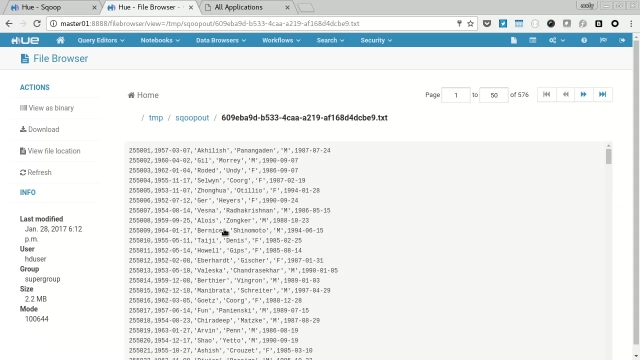 Hue - Sqoop
Hue - File Browser -
All Applications
master01:8888/filebrowser/view=/tmp/sqoopout/609eba9d-b533-4caa-a219-af168d4dcbe9.txt
HUE Query Editors Notebooks Data Browsers Workflows Search Security
File Browser
ACTIONS
View as binary
Download
View file location
Refresh
INFO
Last modified
Jan. 28, 2017 6:12
p.m.
User
hduser
Group
supergroup
Size
2.2 MB
Mode
100644
Home
Page 1 to 50 of 576
/ tmp / sqoopout / 609eba9d-b533-4caa-a219-af168d4dcbe9.txt
255001,1957-03-07,'Akhilish','Panangaden','M',1987-07-24
255002,1960-04-02,'Gil','Morrey','M',1990-09-07
255003,1962-01-04,'Roded','Undy','F',1986-09-07
255004,1955-11-17,'Selwyn','Coorg','F',1987-02-19
255005,1953-11-07,'Zhonghua','Otillio','F',1994-01-28
255006,1952-07-12,'Ger','Heyers','F',1990-09-24
255007,1954-08-14,'Vesna','Radhakrishnan','M',1986-05-15
255008,1959-09-25,'Alois','Zongker','M',1988-10-23
255009,1964-01-17,'Bernice','Shinomoto','M',1994-06-15
255010,1955-05-11,'Taiji','Denis','F',1985-02-25
255011,1952-05-14,'Howell','Gips','F',1985-08-14
255012,1952-02-08,'Eberhardt','Gischer','F',1987-01-31
255013,1953-05-10,'Valeska','Chandrasekhar','M',1990-01-05
255014,1959-12-08,'Berthier','Vingron','M',1989-01-03
255015,1962-12-18,'Manibrata','Schreiter','M',1997-04-29
255016,1962-03-05,'Goetz','Coorg','F',1988-12-28
255017,1957-06-14,'Fun','Panienski','M',1989-07-15
255018,1954-08-23,'Chiradeep','Matzke','M',1987-08-29
255019,1963-01-27,'Arvin','Penn','M',1986-08-19
255020,1954-12-17,'Shao','Yetto','M',1990-09-19
255021,1955-10-27,'Ashish','Crouzet','F',1985-03-10